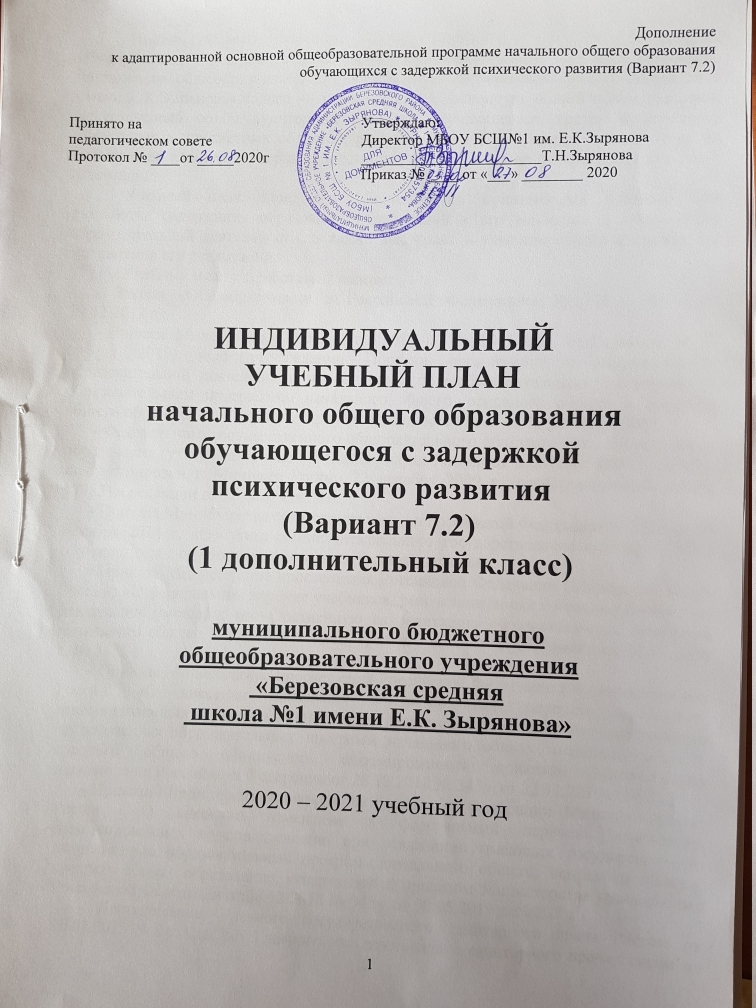 Дополнение
к адаптированной основной общеобразовательной программе начального общего образования
обучающихся с задержкой психического развития (Вариант 7.2)
Принято на
педагогическом совете
Протокол № 1 от 26.08 2020г
Утверждаю:
Директор МБОУ БСШ№1 им. Е.К.Зырянова
Т.Н.Зырянова
Приказ № от « 27» 08 2020
ДЛЯ
ДОКУМЕНТОВ
ИНДИВИДУАЛЬНЫЙ
УЧЕБНЫЙ ПЛАН
начального общего образования
обучающегося с задержкой
психического развития
(Вариант 7.2)
(1 дополнительный класс)
муниципального бюджетного
общеобразовательного учреждения
«Березовская средняя
школа №1 имени Е.К. Зырянова»
2020 – 2021 учебный год
1